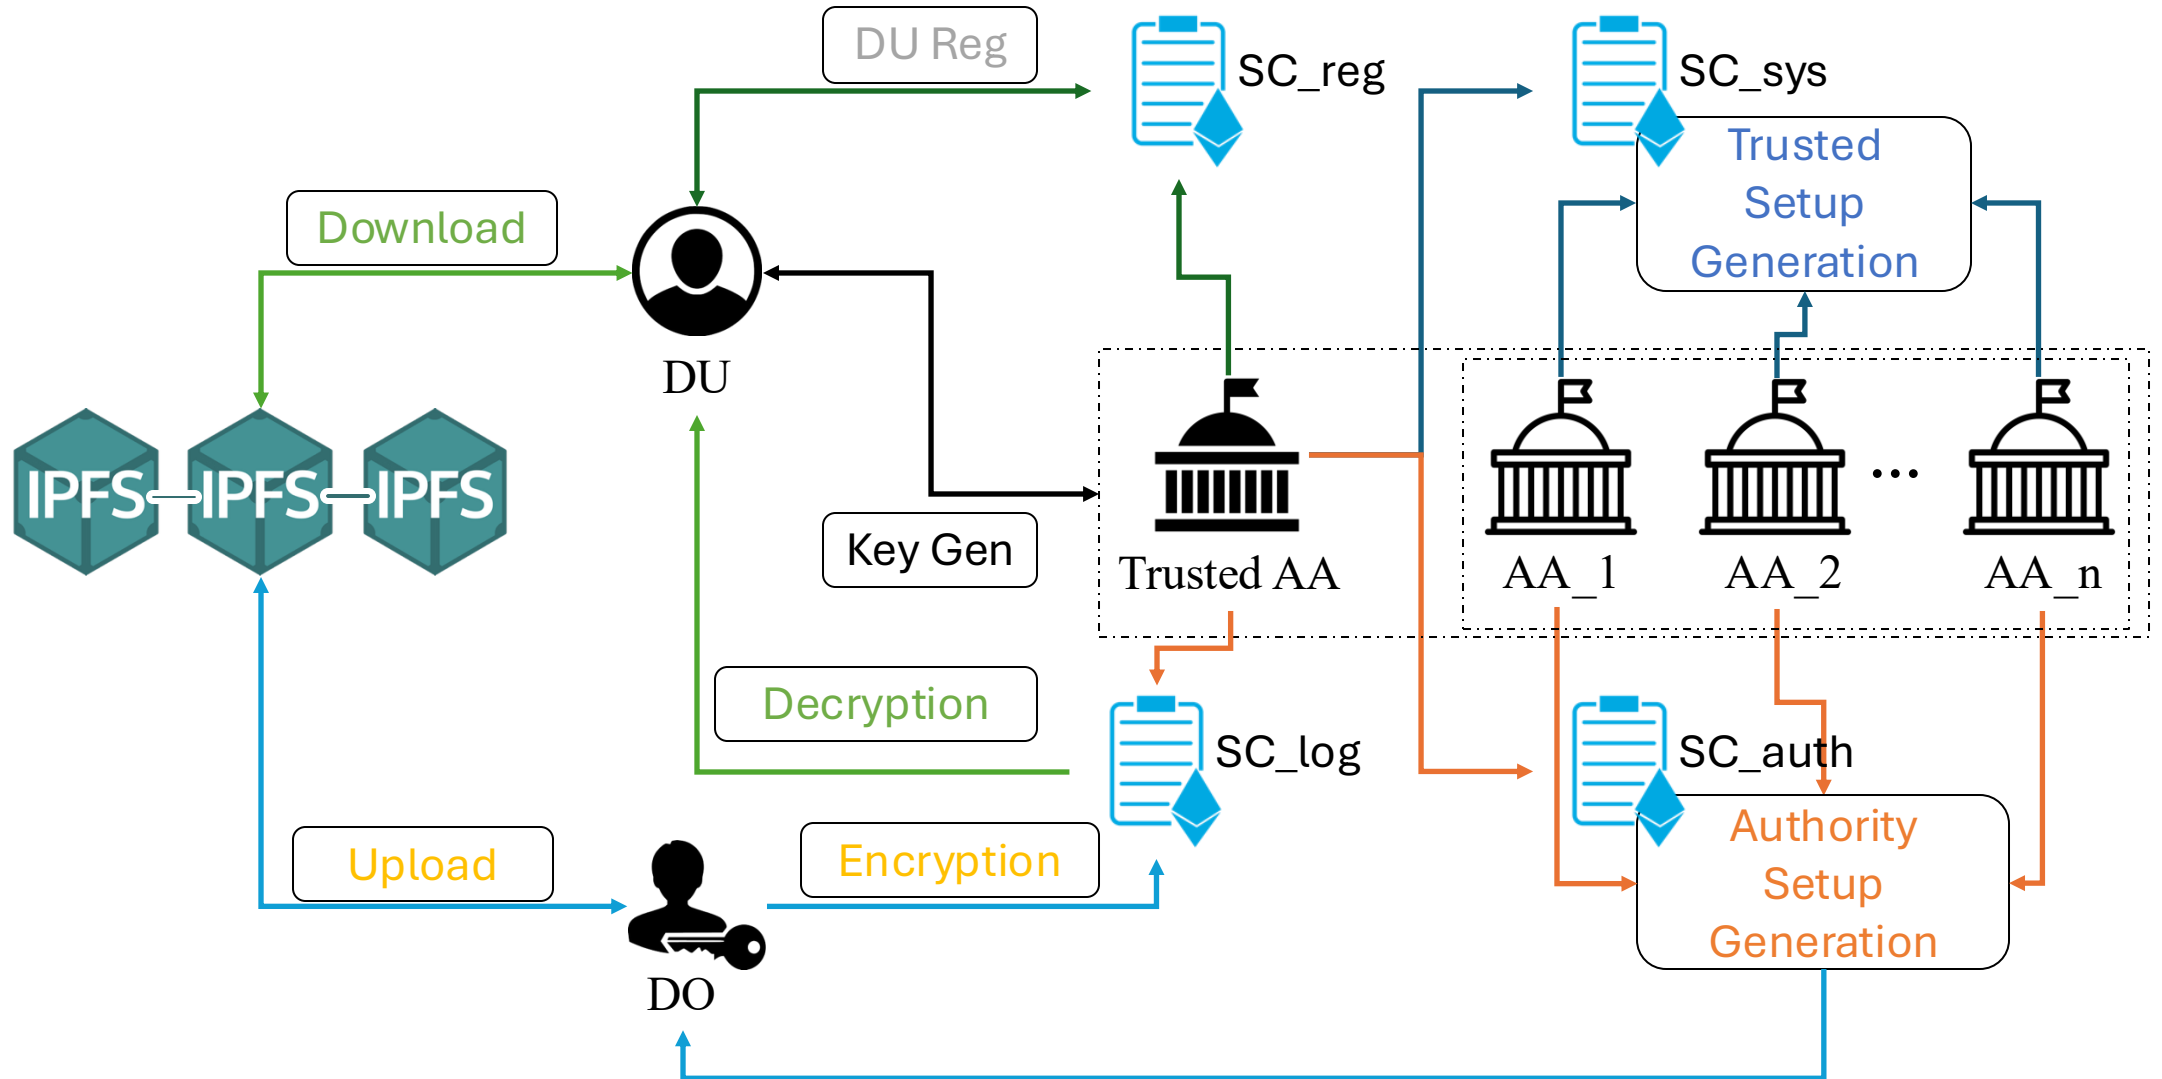 DU Reg
SC_reg
SC_sys
Trusted
Setup
Generation
Download
DU
IPFS
IPFS
IPFS
Key Gen
Trusted AA
AA_1
AA_2
...
AA_n
Decryption
SC_log
SC_auth
Upload
Encryption
Authority
Setup
Generation
DO